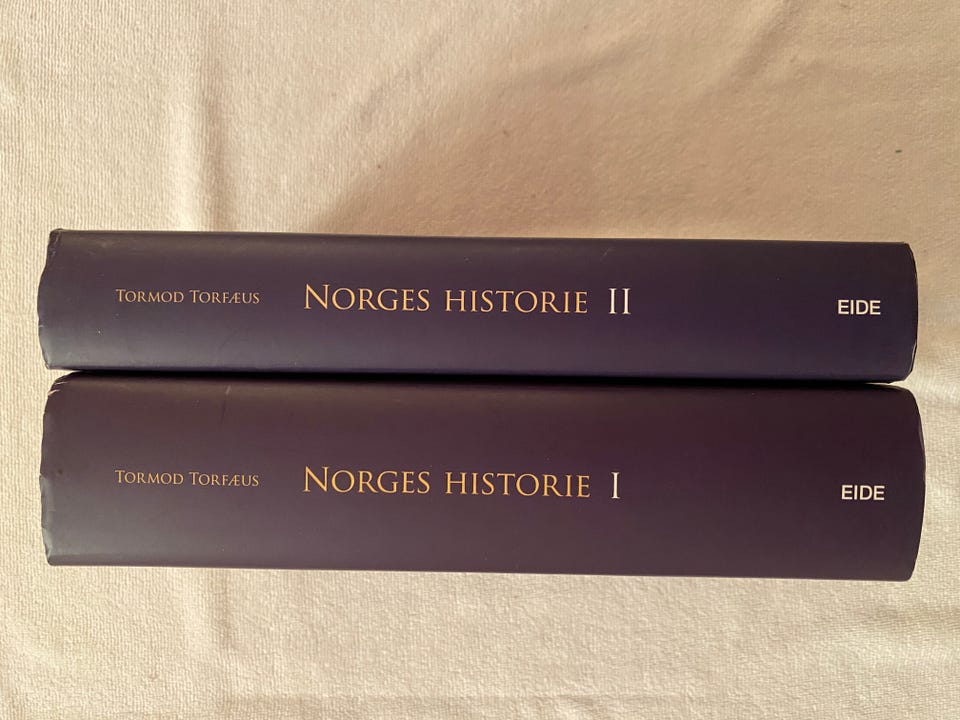 TORMOD TORFÆUS NORGES HISTORIE II EIDE
TORMOD TORFÆUS NORGES HISTORIE I EIDE